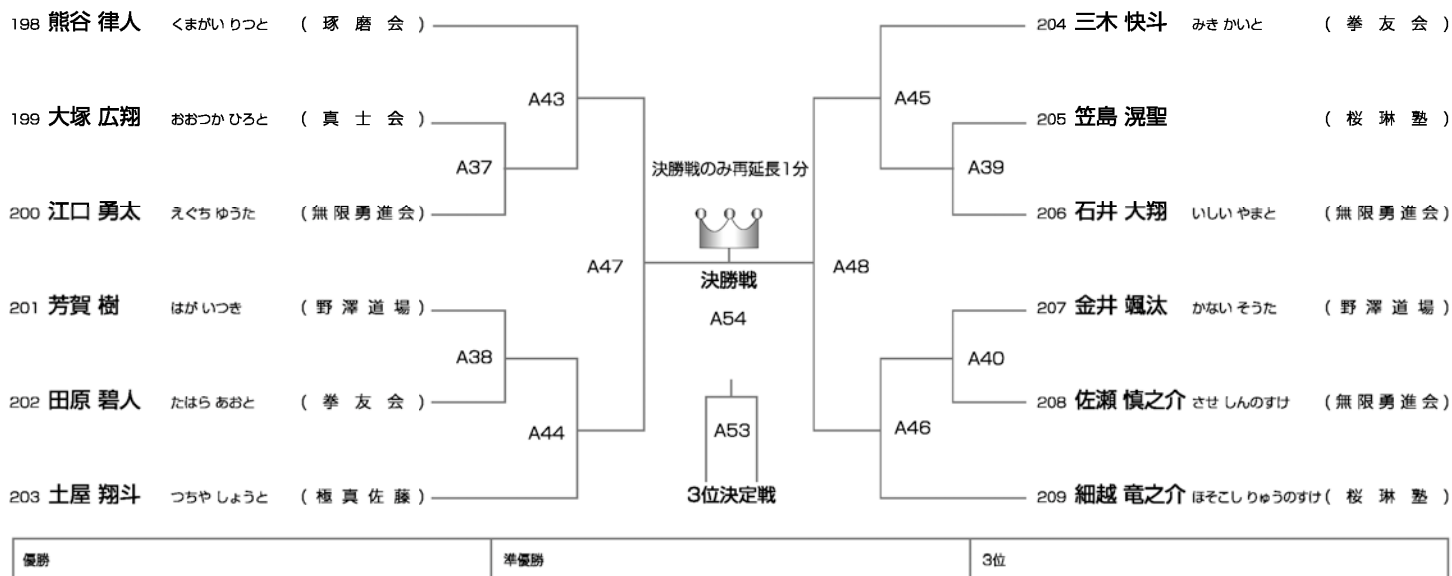 198 熊谷 律人 くまがい りつと (琢磨会)
A43
199 大塚 広翔 おおつか ひろと (真士会)
A37
200 江口 勇太 えぐち ゆうた (無限勇進会)
A47
201 芳賀 樹 はが いつき (野澤道場)
A38
202 田原 碧人 たはら あおと (拳友会)
A44
203 土屋 翔斗 つちや しょうと (極真佐藤)
決勝戦のみ再延長1分
決勝戦
A54
A53
3位決定戦
204 三木 快斗 みき かいと (拳友会)
A45
205 笠島 滉聖 (桜琳塾)
A39
206 石井 大翔 いしい やまと (無限勇進会)
A48
207 金井 颯汰 かない そうた (野澤道場)
A40
208 佐瀬 慎之介 させ しんのすけ (無限勇進会)
A46
209 細越 竜之介 ほそこし りゅうのすけ (桜琳塾)
優勝
準優勝
3位